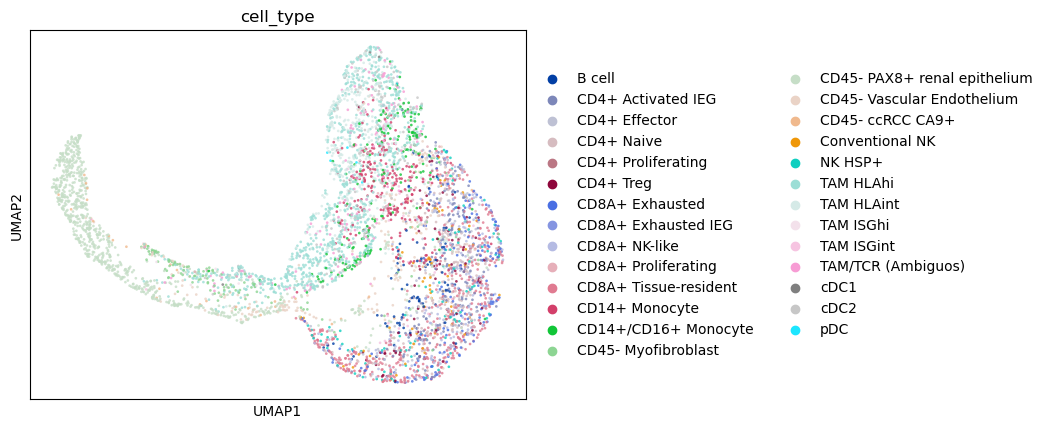 cell_type
UMAP2
UMAP1
B cell
CD4+ Activated IEG
CD4+ Effector
CD4+ Naive
CD4+ Proliferating
CD4+ Treg
CD8A+ Exhausted
CD8A+ Exhausted IEG
CD8A+ NK-like
CD8A+ Proliferating
CD8A+ Tissue-resident
CD14+ Monocyte
CD14+/CD16+ Monocyte
CD45- Myofibroblast
CD45- PAX8+ renal epithelium
CD45- Vascular Endothelium
CD45- ccRCC CA9+
Conventional NK
NK HSP+
TAM HLAhi
TAM HLAint
TAM ISGhi
TAM ISGint
TAM/TCR (Ambiguos)
cDC1
cDC2
pDC